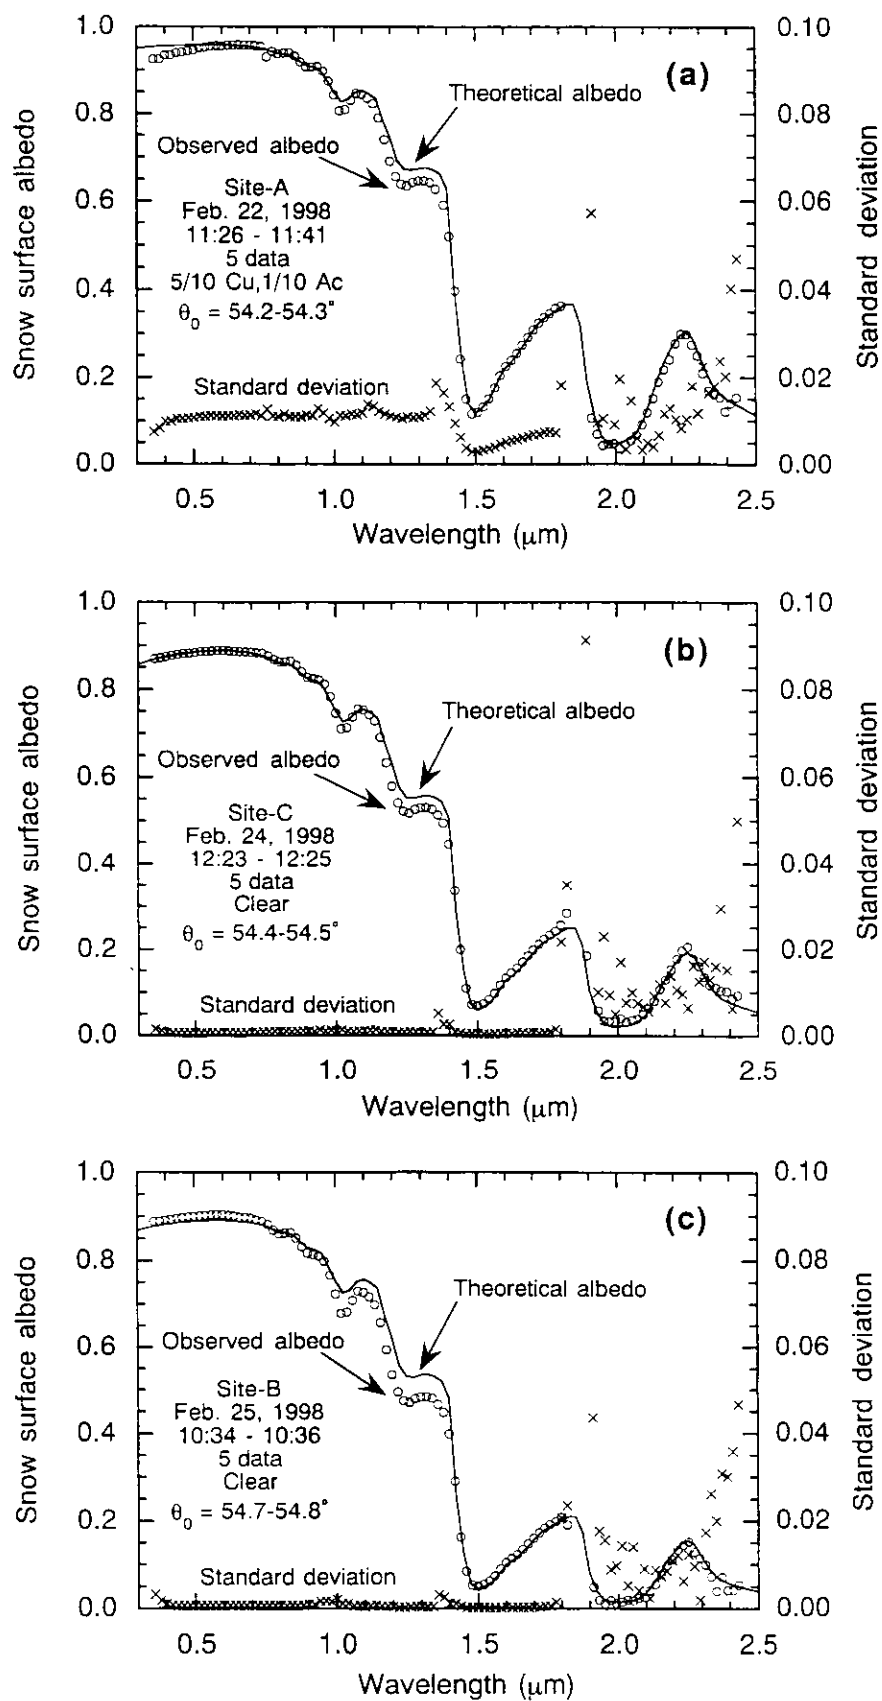 (a)
Snow surface albedo
Standard deviation
1.0
0.8
0.6
0.4
0.2
0.0
0.10
0.08
0.06
0.04
0.02
0.00
Theoretical albedo
Observed albedo
Site-A
Feb. 22, 1998
11:26 - 11:41
5 data
5/10 Cu,1/10 Ac
θ₀ = 54.2-54.3°
Standard deviation
0.5 1.0 1.5 2.0 2.5
Wavelength (μm)
(b)
Snow surface albedo
Standard deviation
1.0
0.8
0.6
0.4
0.2
0.0
0.10
0.08
0.06
0.04
0.02
0.00
Theoretical albedo
Observed albedo
Site-C
Feb. 24, 1998
12:23 - 12:25
5 data
Clear
θ₀ = 54.4-54.5°
Standard deviation
0.5 1.0 1.5 2.0 2.5
Wavelength (μm)
(c)
Snow surface albedo
Standard deviation
1.0
0.8
0.6
0.4
0.2
0.0
0.10
0.08
0.06
0.04
0.02
0.00
Theoretical albedo
Observed albedo
Site-B
Feb. 25, 1998
10:34 - 10:36
5 data
Clear
θ₀ = 54.7-54.8°
Standard deviation
0.5 1.0 1.5 2.0 2.5
Wavelength (μm)